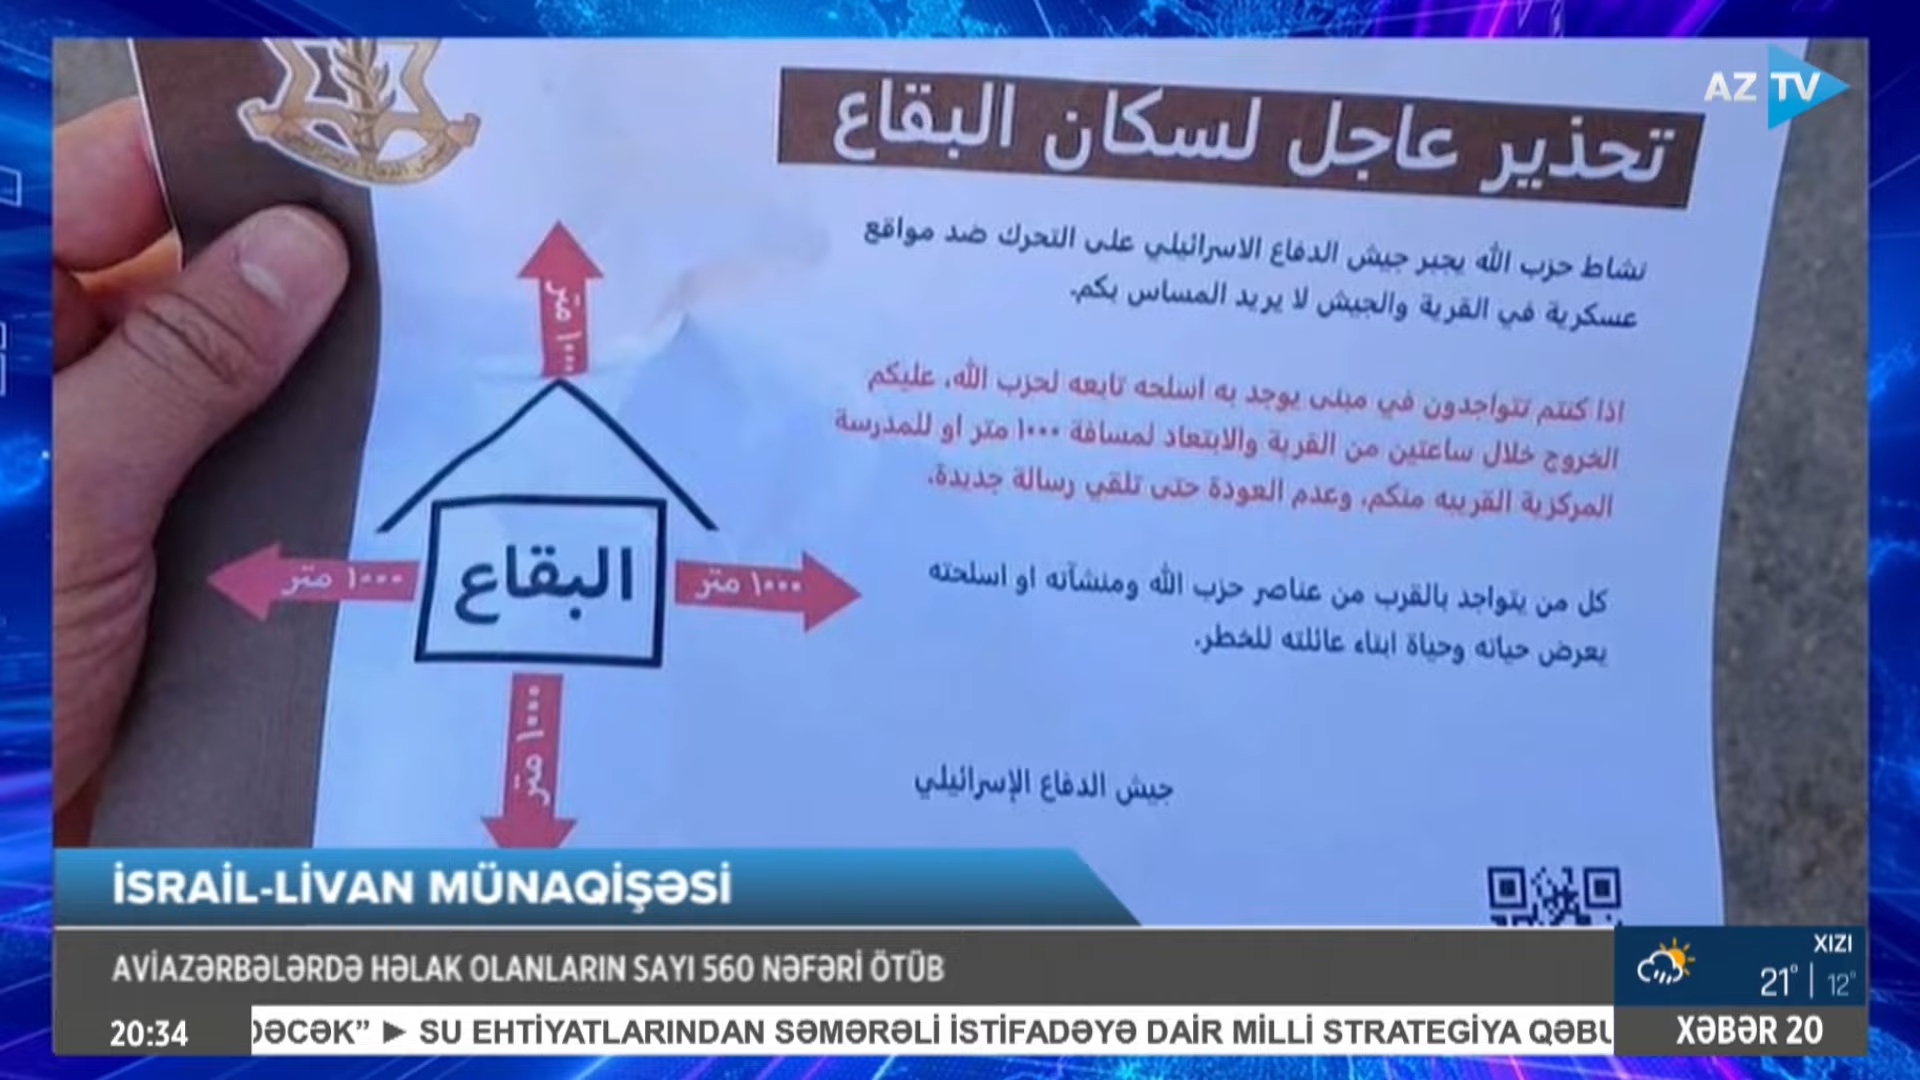 AZTV
تحذير عاجل لسكان البقاع
نشاط حزب الله يجبر جيش الدفاع الاسرائيلي على التحرك ضد مواقع
عسكرية في القرية والجيش لا يريد المساس بكم.
اذا كنتم تتواجدون في مبنى يوجد به اسلحه تابعه لحزب الله، عليكم
الخروج خلال ساعتين من القرية والابتعاد لمسافة ١٠٠٠ متر او للمدرسة
المركزية القريبه منكم، وعدم العودة حتى تلقي رسالة جديدة.
كل من يتواجد بالقرب من عناصر حزب الله ومنشآته او اسلحته
يعرض حياته وحياة ابناء عائلته للخطر.
جيش الدفاع الإسرائيلي
١٠٠٠ متر
١٠٠٠ متر
البقاع
١٠٠٠ متر
١٠٠٠ متر
İSRAİL-LİVAN MÜNAQİŞƏSİ
AVİAZƏRBƏLƏRDƏ HƏLAK OLANLARIN SAYI 560 NƏFƏRİ ÖTÜB
XIZI
21° | 12°
20:34
DƏCƏK” ► SU EHTİYATLARINDAN SƏMƏRƏLİ İSTİFADƏYƏ DAİR MİLLİ STRATEGİYA QƏBU
XƏBƏR 20